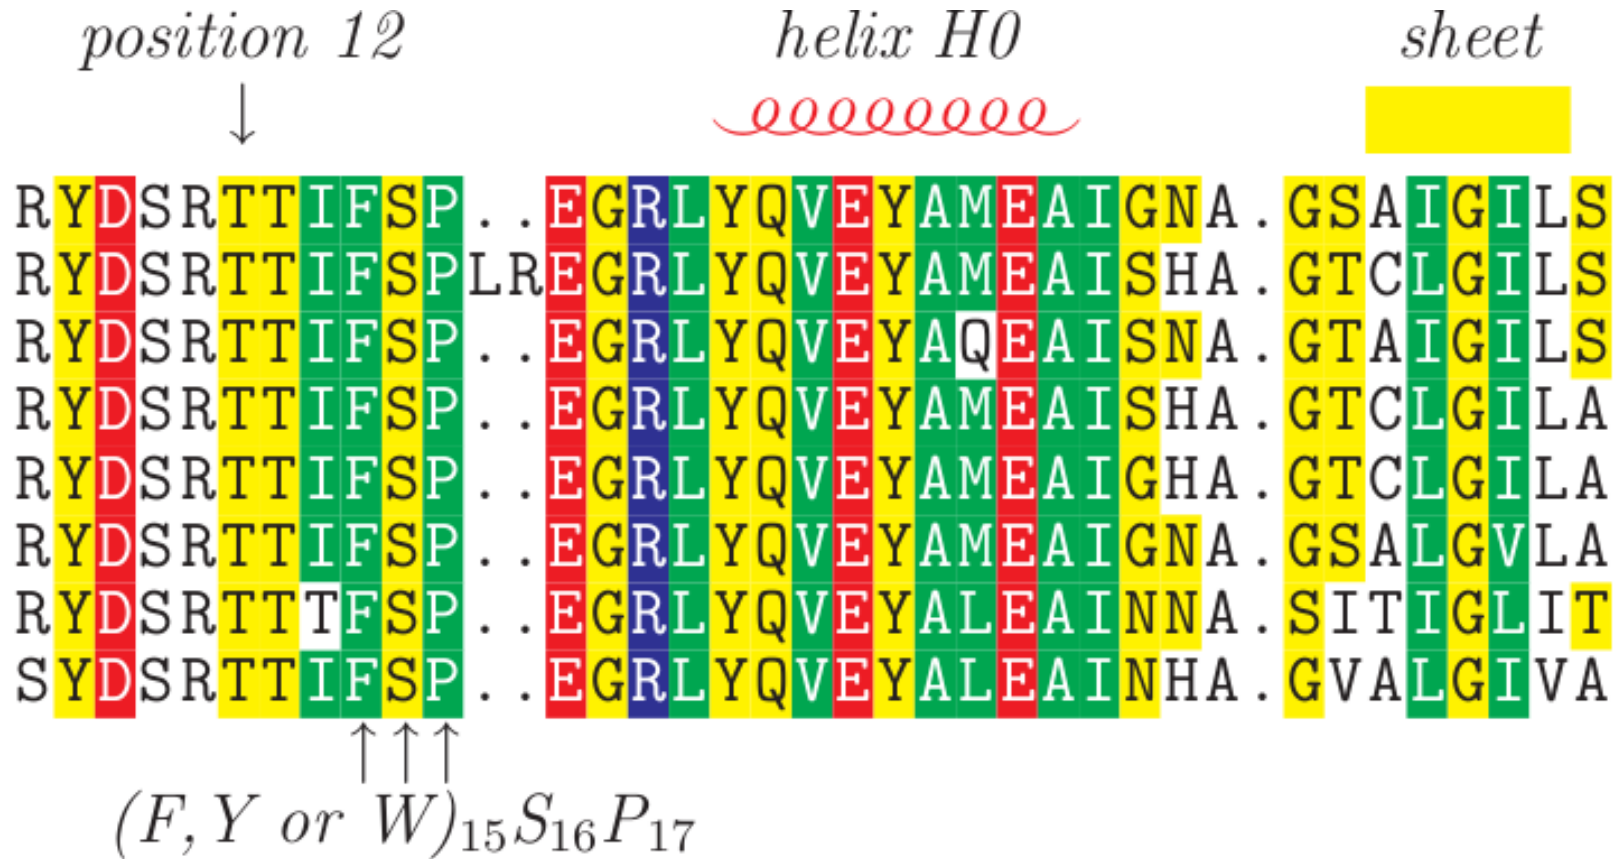 position 12 helix H0 sheet
RYDSRTTIFSP..EGRLYQVEYAMEAIGNA.GSAIGILS
RYDSRTTIFSPLREGRLYQVEYAMEAISHA.GTCLGILS
RYDSRTTIFSP..EGRLYQVEYAQEAISNA.GTAIGILS
RYDSRTTIFSP..EGRLYQVEYAMEAISHA.GTCLGILA
RYDSRTTIFSP..EGRLYQVEYAMEAIGHA.GTCLGILA
RYDSRTTIFSP..EGRLYQVEYAMEAIGNA.GSALGVLA
RYDSRTTTFSP..EGRLYQVEYALEAINNA.SITIGLIT
SYDSRTTIFSP..EGRLYQVEYALEAINHA.GVALGIVA
(F,Y or W)₁₅S₁₆P₁₇